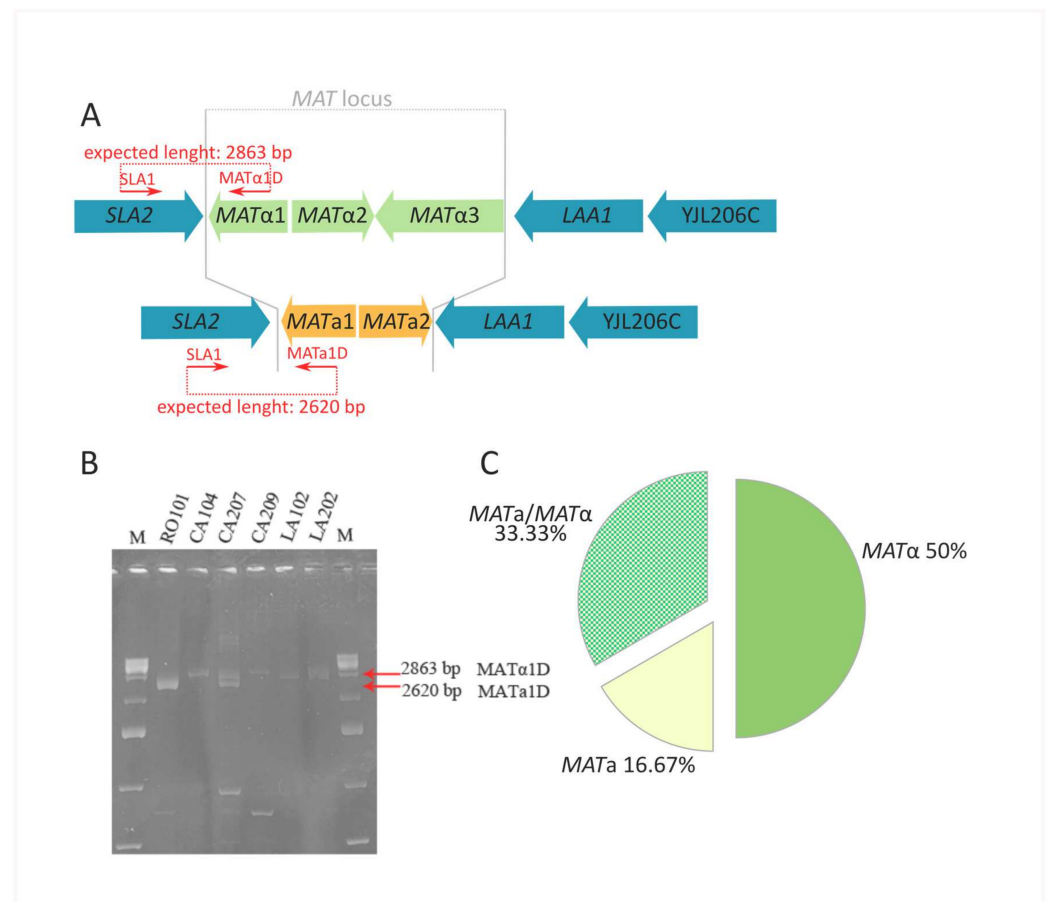 A
MAT locus
expected lenght: 2863 bp
SLA1 MATα1D
SLA2 MATα1 MATα2 MATα3 LAA1 YJL206C
SLA2 MATa1 MATa2 LAA1 YJL206C
SLA1 MATa1D
expected lenght: 2620 bp
B
M RO101 CA104 CA207 CA209 LA102 LA202 M
2863 bp MATα1D
2620 bp MATa1D
C
MATa/MATα
33.33%
MATα 50%
MATa 16.67%